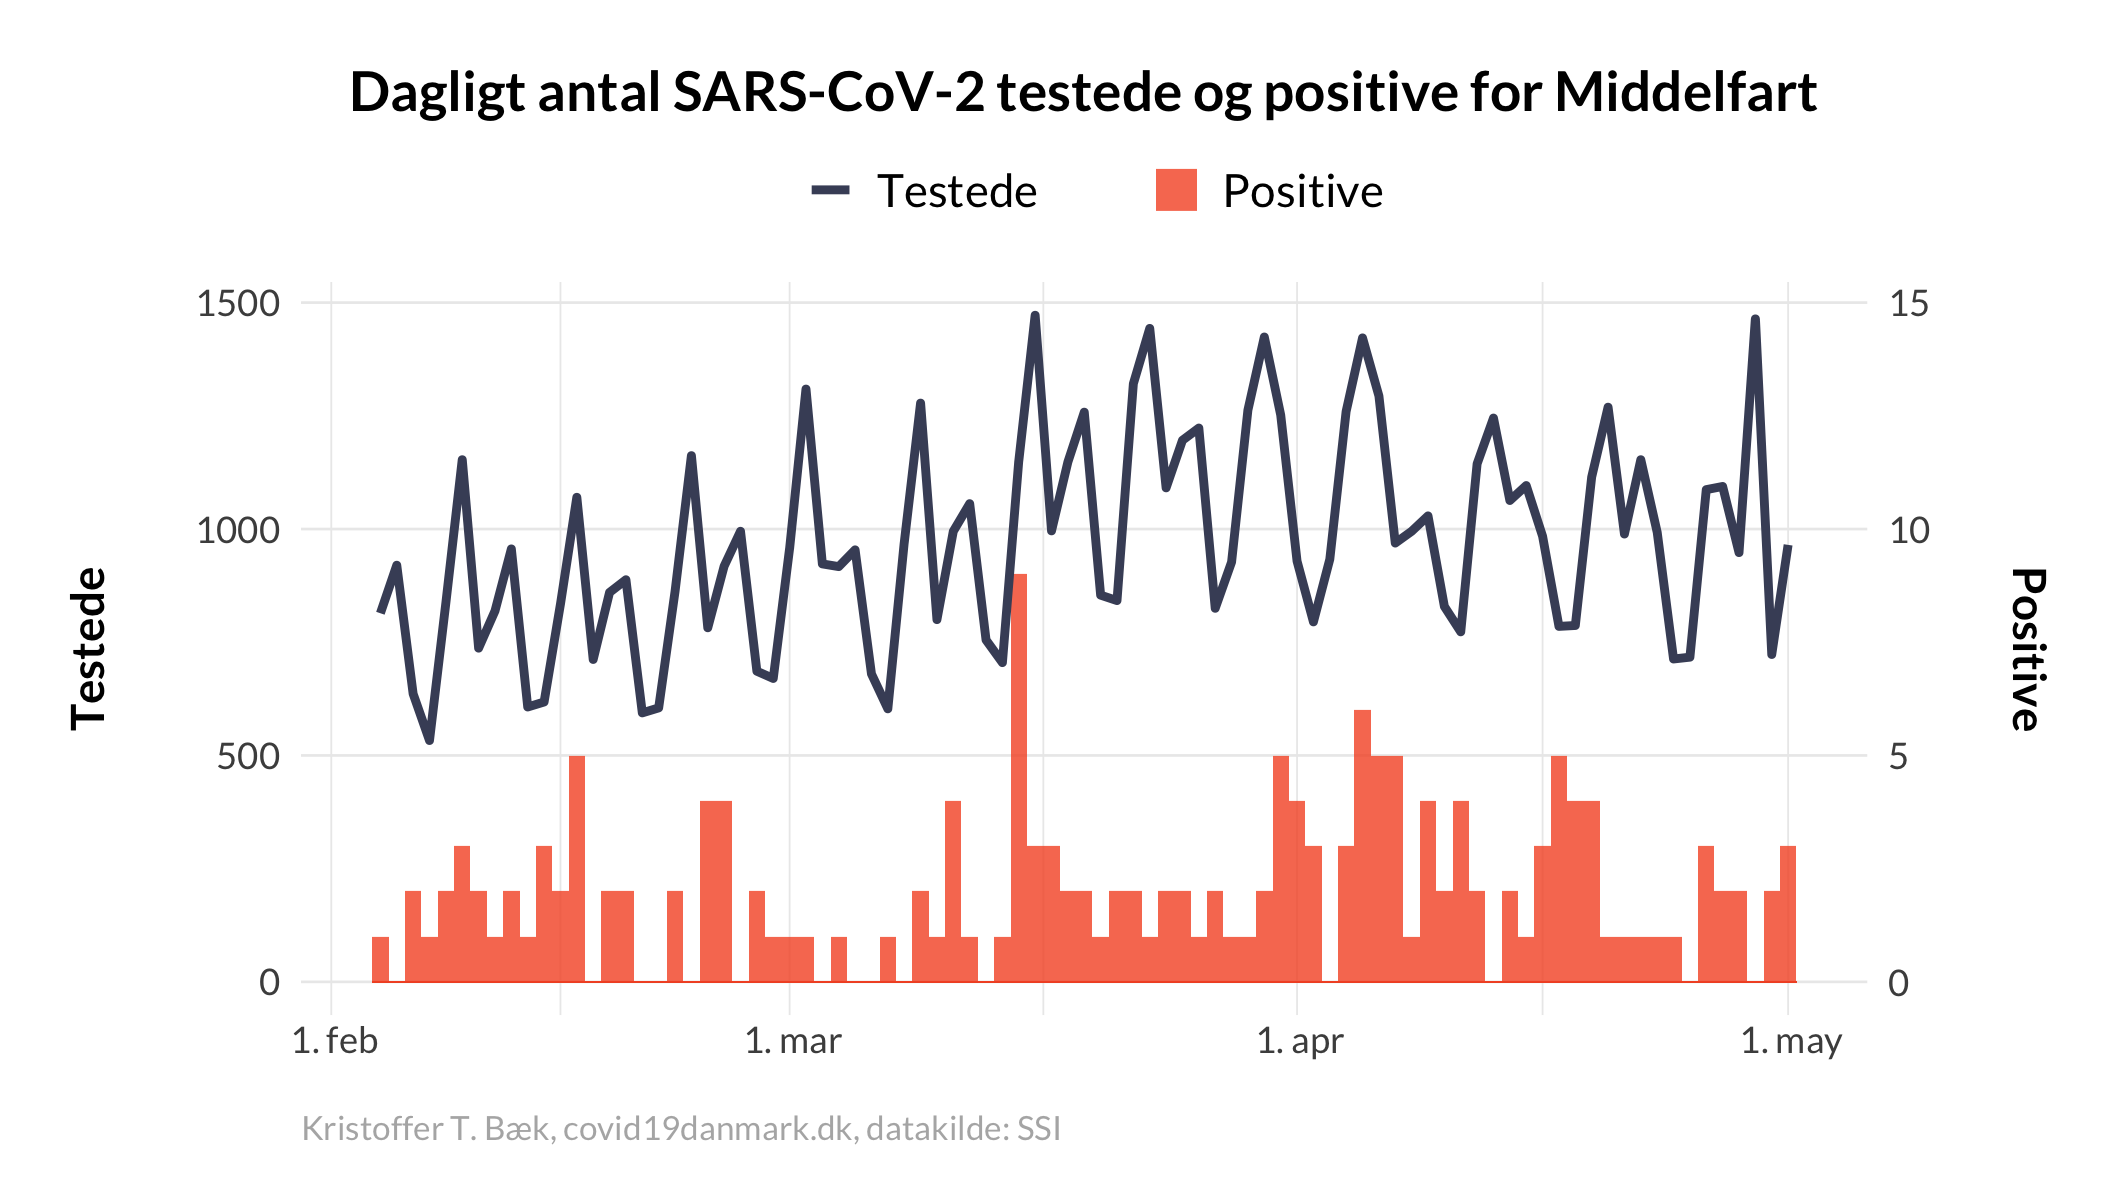 Dagligt antal SARS-CoV-2 testede og positive for Middelfart
Testede
Positive
1500
1000
500
0
15
10
5
0
Testede
Positive
1. feb
1. mar
1. apr
1. may
Kristoffer T. Bæk, covid19danmark.dk, datakilde: SSI